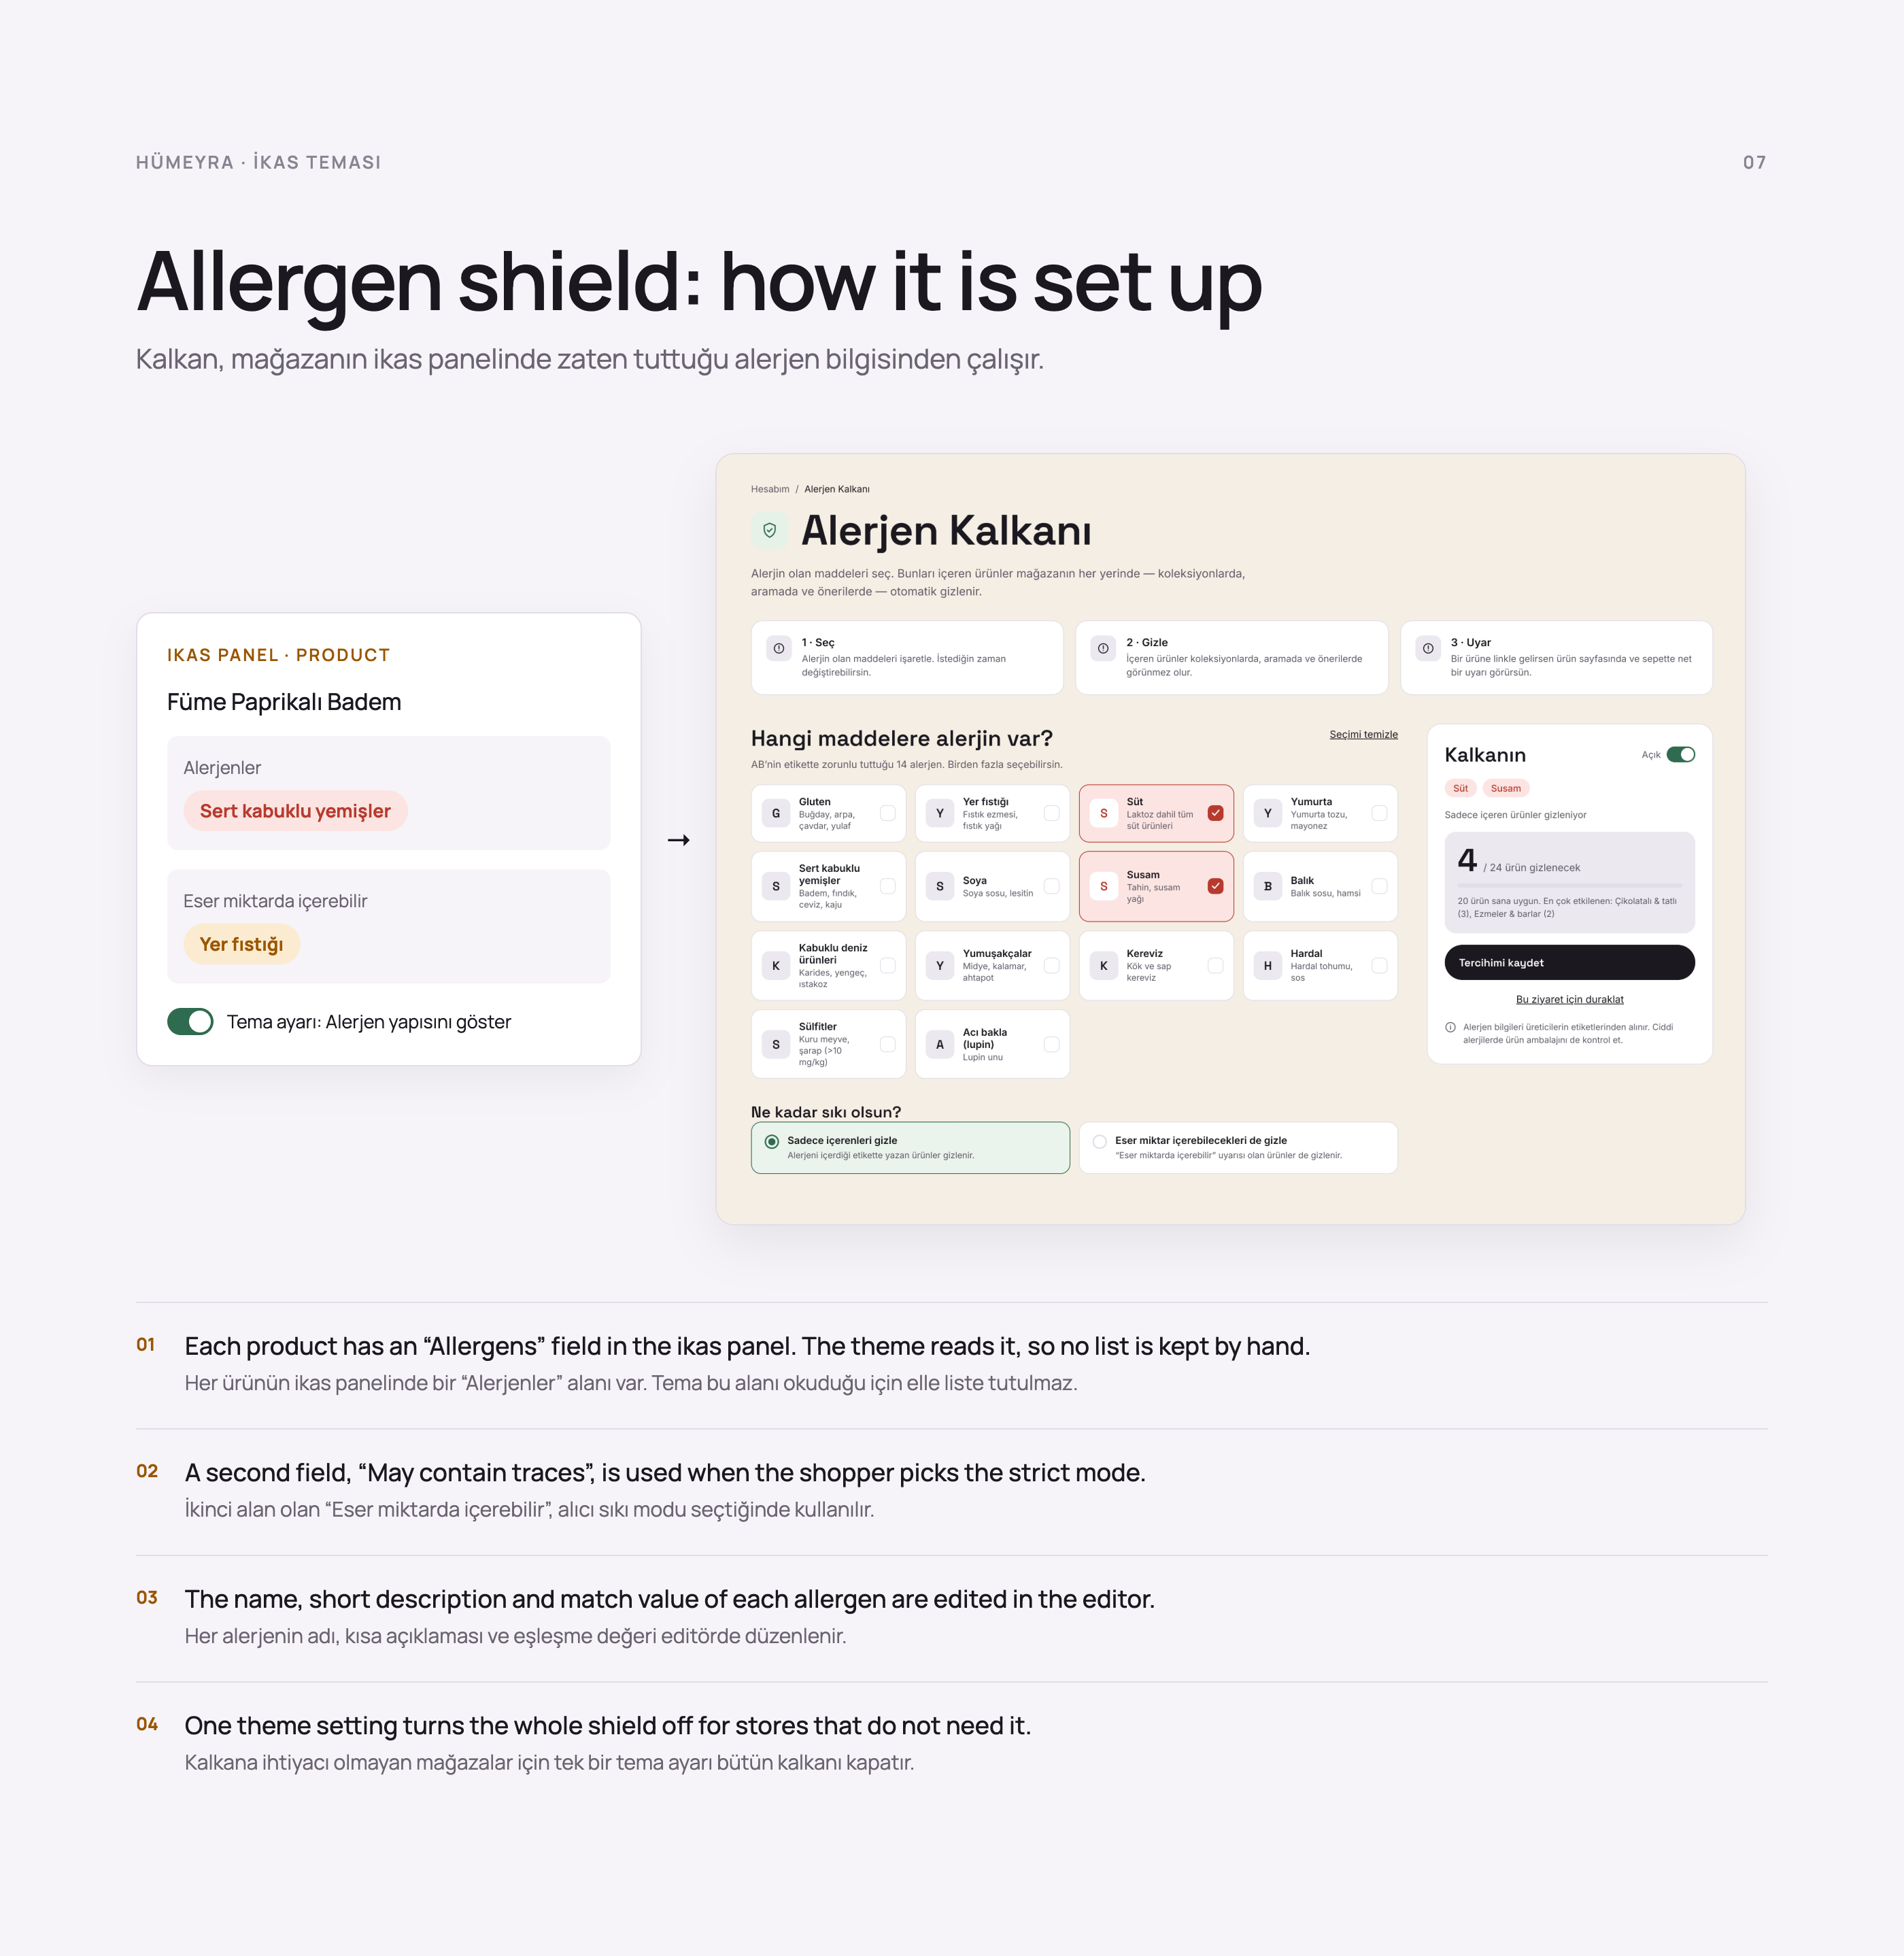 HÜMEYRA · İKAS TEMASI
07
Allergen shield: how it is set up
Kalkan, mağazanın ikas panelinde zaten tuttuğu alerjen bilgisinden çalışır.
IKAS PANEL · PRODUCT
Füme Paprikalı Badem
Alerjenler
Sert kabuklu yemişler
Eser miktarda içerebilir
Yer fıstığı
Tema ayarı: Alerjen yapısını göster
→
Hesabım / Alerjen Kalkanı
Alerjen Kalkanı
Alerjin olan maddeleri seç. Bunları içeren ürünler mağazanın her yerinde — koleksiyonlarda,
aramada ve önerilerde — otomatik gizlenir.
1 · Seç
Alerjin olan maddeleri işaretle. İstediğin zaman
değiştirebilirsin.
2 · Gizle
İçeren ürünler koleksiyonlarda, aramada ve önerilerde
görünmez olur.
3 · Uyar
Bir ürüne linkle gelirsen ürün sayfasında ve sepette net
bir uyarı görürsün.
Hangi maddelere alerjin var?
Seçimi temizle
AB'nin etikette zorunlu tuttuğu 14 alerjen. Birden fazla seçebilirsin.
G
Gluten
Buğday, arpa,
çavdar, yulaf
Y
Yer fıstığı
Fıstık ezmesi,
fıstık yağı
S
Süt
Laktoz dahil tüm
süt ürünleri
Y
Yumurta
Yumurta tozu,
mayonez
S
Sert kabuklu
yemişler
Badem, fındık,
ceviz, kaju
S
Soya
Soya sosu, lesitin
S
Susam
Tahin, susam
yağı
B
Balık
Balık sosu, hamsi
K
Kabuklu deniz
ürünleri
Karides, yengeç,
ıstakoz
Y
Yumuşakçalar
Midye, kalamar,
ahtapot
K
Kereviz
Kök ve sap
kereviz
H
Hardal
Hardal tohumu,
sos
S
Sülfitler
Kuru meyve,
şarap (>10
mg/kg)
A
Acı bakla
(lupin)
Lupin unu
Ne kadar sıkı olsun?
Sadece içerenleri gizle
Alerjeni içerdiği etikette yazan ürünler gizlenir.
Eser miktar içerebilecekleri de gizle
“Eser miktarda içerebilir” uyarısı olan ürünler de gizlenir.
Kalkanın
Açık
Süt
Susam
Sadece içeren ürünler gizleniyor
4 / 24 ürün gizlenecek
20 ürün sana uygun. En çok etkilenen: Çikolatalı & tatlı
(3), Ezmeler & barlar (2)
Tercihimi kaydet
Bu ziyaret için duraklat
Alerjen bilgileri üreticilerin etiketlerinden alınır. Ciddi
alerjilerde ürün ambalajını de kontrol et.
01
Each product has an “Allergens” field in the ikas panel. The theme reads it, so no list is kept by hand.
Her ürünün ikas panelinde bir “Alerjenler” alanı var. Tema bu alanı okuduğu için elle liste tutulmaz.
02
A second field, “May contain traces”, is used when the shopper picks the strict mode.
İkinci alan olan “Eser miktarda içerebilir”, alıcı sıkı modu seçtiğinde kullanılır.
03
The name, short description and match value of each allergen are edited in the editor.
Her alerjenin adı, kısa açıklaması ve eşleşme değeri editörde düzenlenir.
04
One theme setting turns the whole shield off for stores that do not need it.
Kalkana ihtiyacı olmayan mağazalar için tek bir tema ayarı bütün kalkanı kapatır.